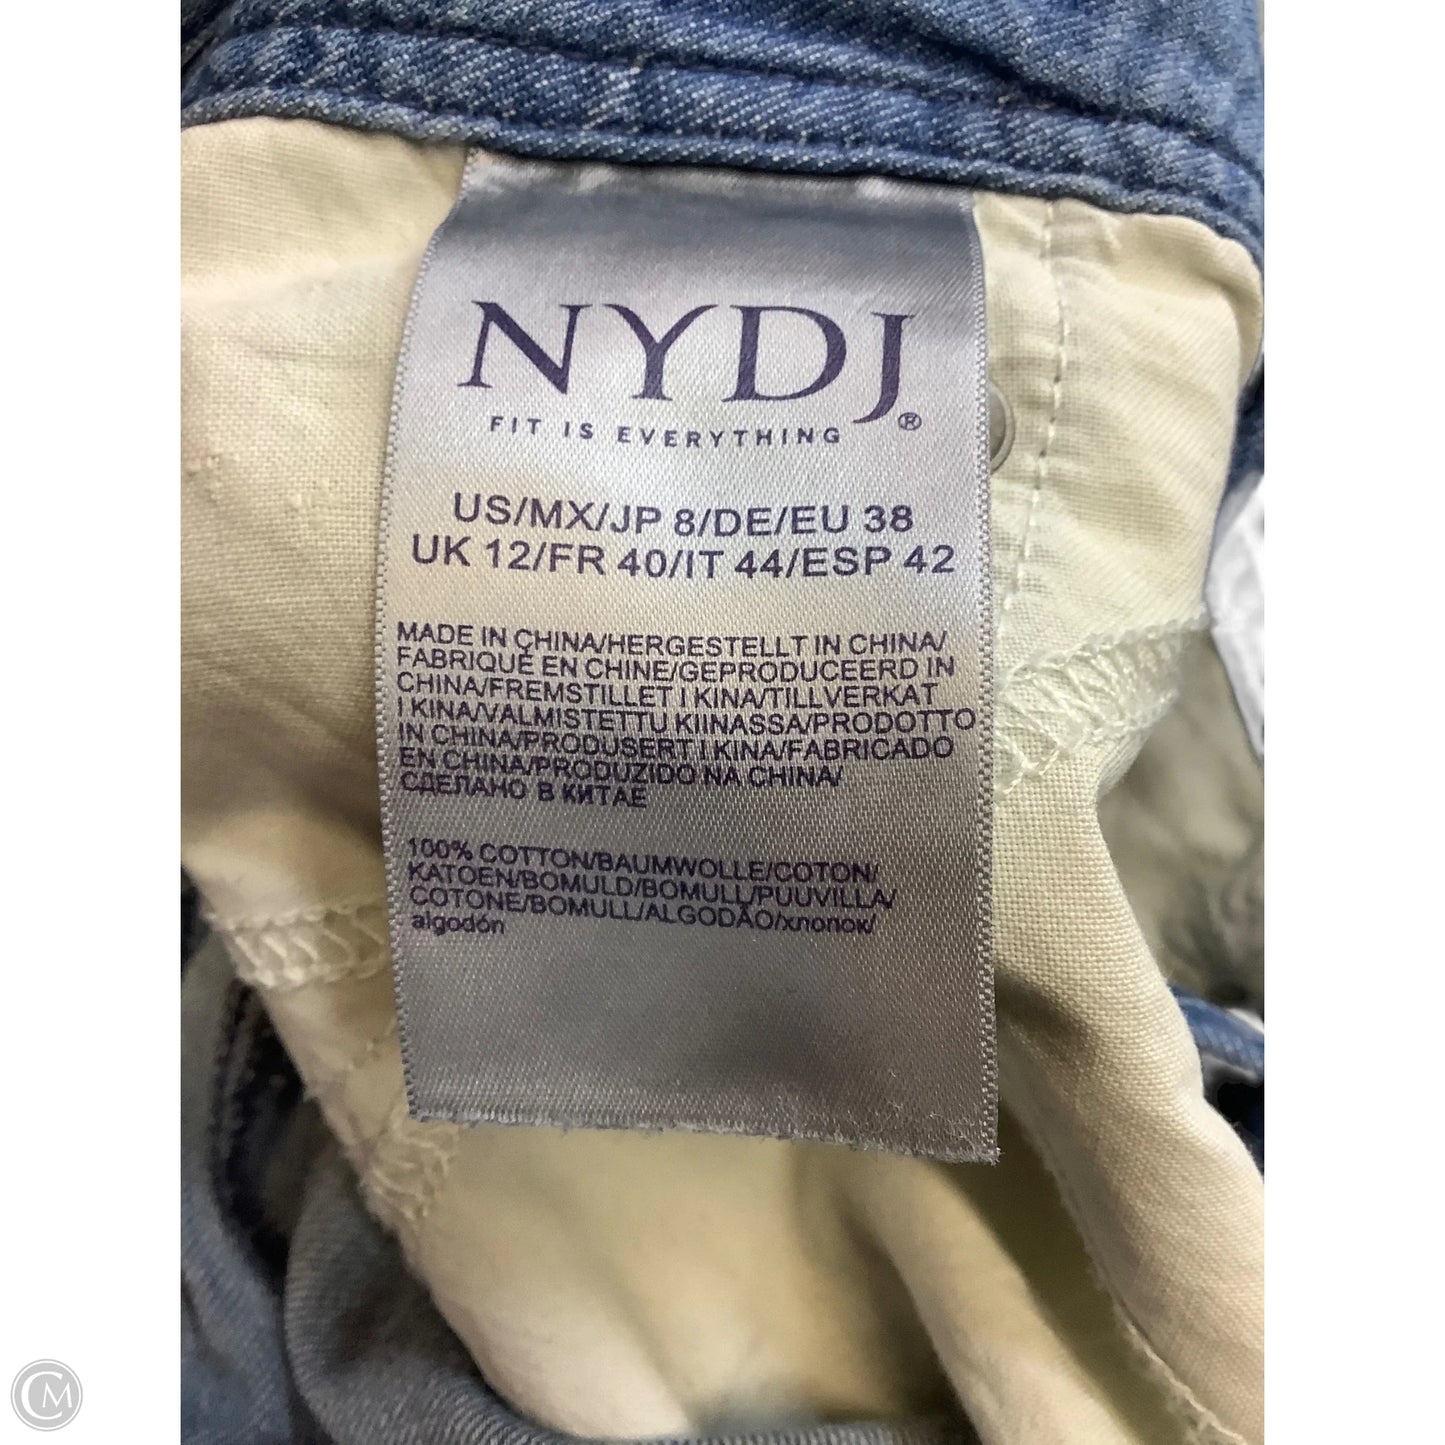 NYDJ®
FIT IS EVERYTHING
US/MX/JP 8/DE/EU 38
UK 12/FR 40/IT 44/ESP 42
MADE IN CHINA/HERGESTELLT IN CHINA/
FABRIQUÉ EN CHINE/GEPRODUCEERD IN
CHINA/FREMSTILLET I KINA/TILLVERKAT
I KINA/VALMISTETTU KIINASSA/PRODOTTO
IN CHINA/PRODUSERT I KINA/FABRICADO
EN CHINA/PRODUZIDO NA CHINA/
СДЕЛАНО В КИТАЕ
100% COTTON/BAUMWOLLE/COTON/
KATOEN/BOMULD/BOMULL/PUUVILLA/
COTONE/BOMULL/ALGODÃO/хлопок/
algodón
CM